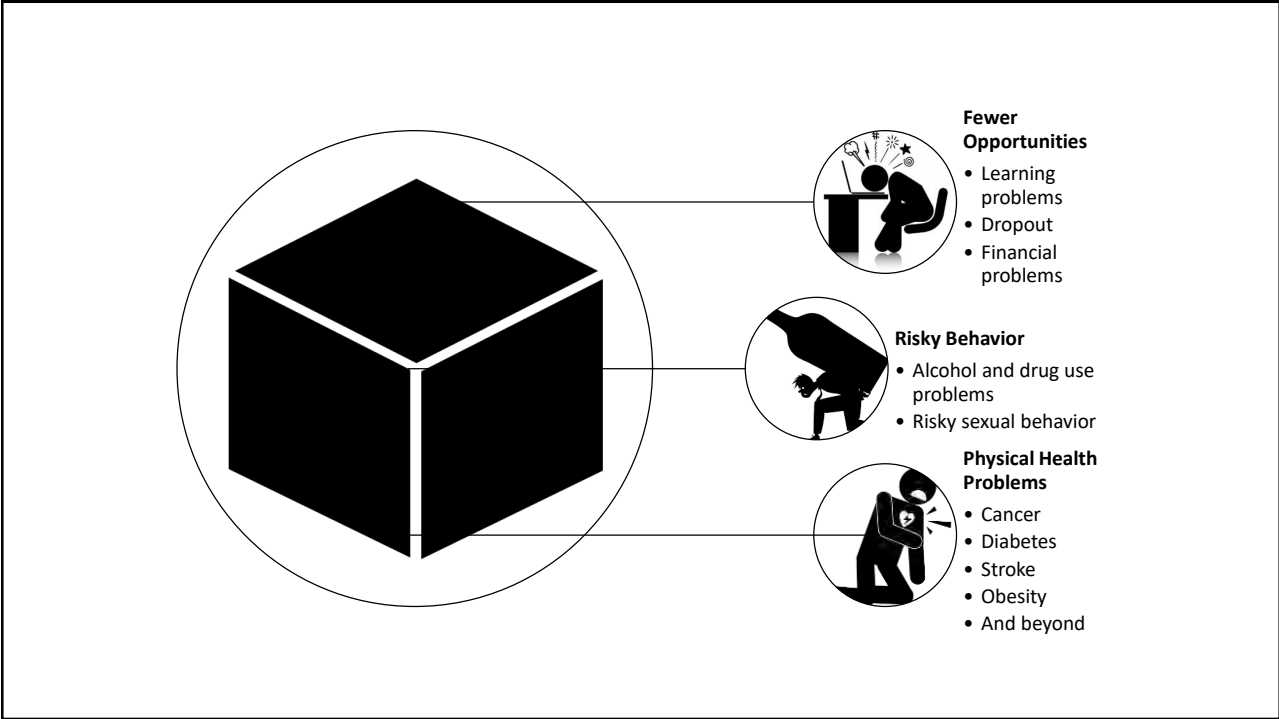 Fewer
Opportunities
• Learning
problems
• Dropout
• Financial
problems
Risky Behavior
• Alcohol and drug use
problems
• Risky sexual behavior
Physical Health
Problems
• Cancer
• Diabetes
• Stroke
• Obesity
• And beyond